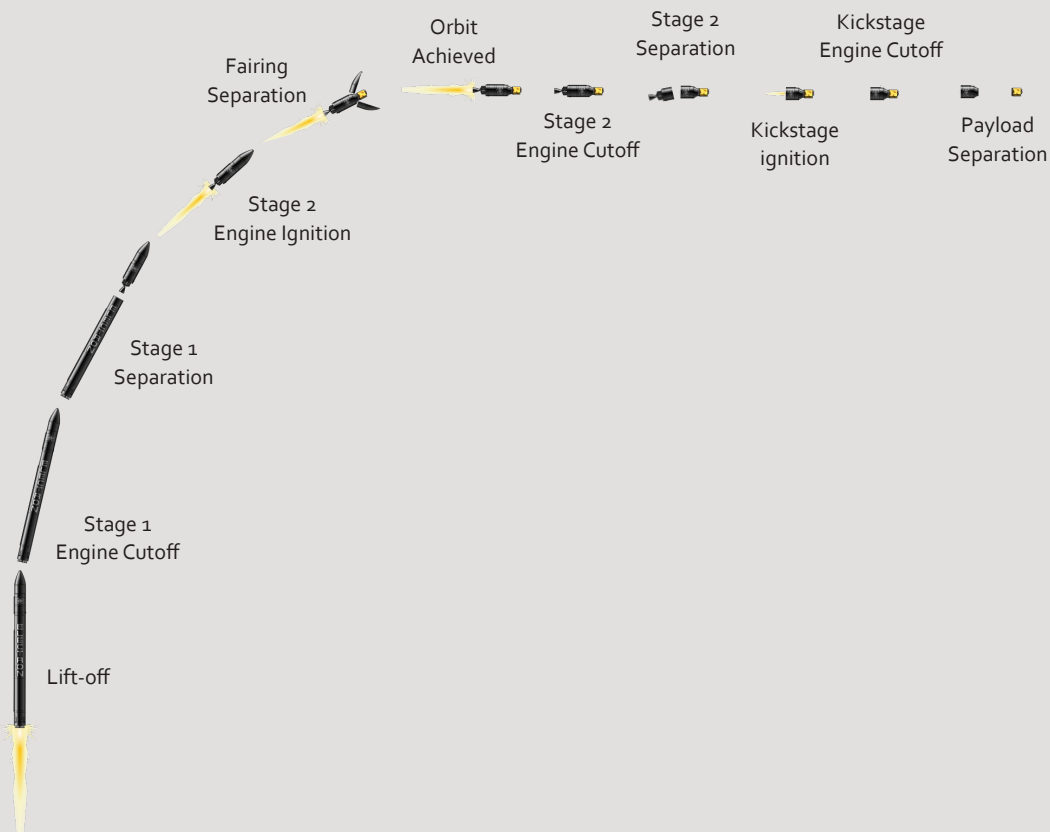 Lift-off
Stage 1
Engine Cutoff
Stage 1
Separation
Stage 2
Engine Ignition
Fairing
Separation
Orbit
Achieved
Stage 2
Engine Cutoff
Stage 2
Separation
Kickstage
ignition
Kickstage
Engine Cutoff
Payload
Separation
ELECTRON